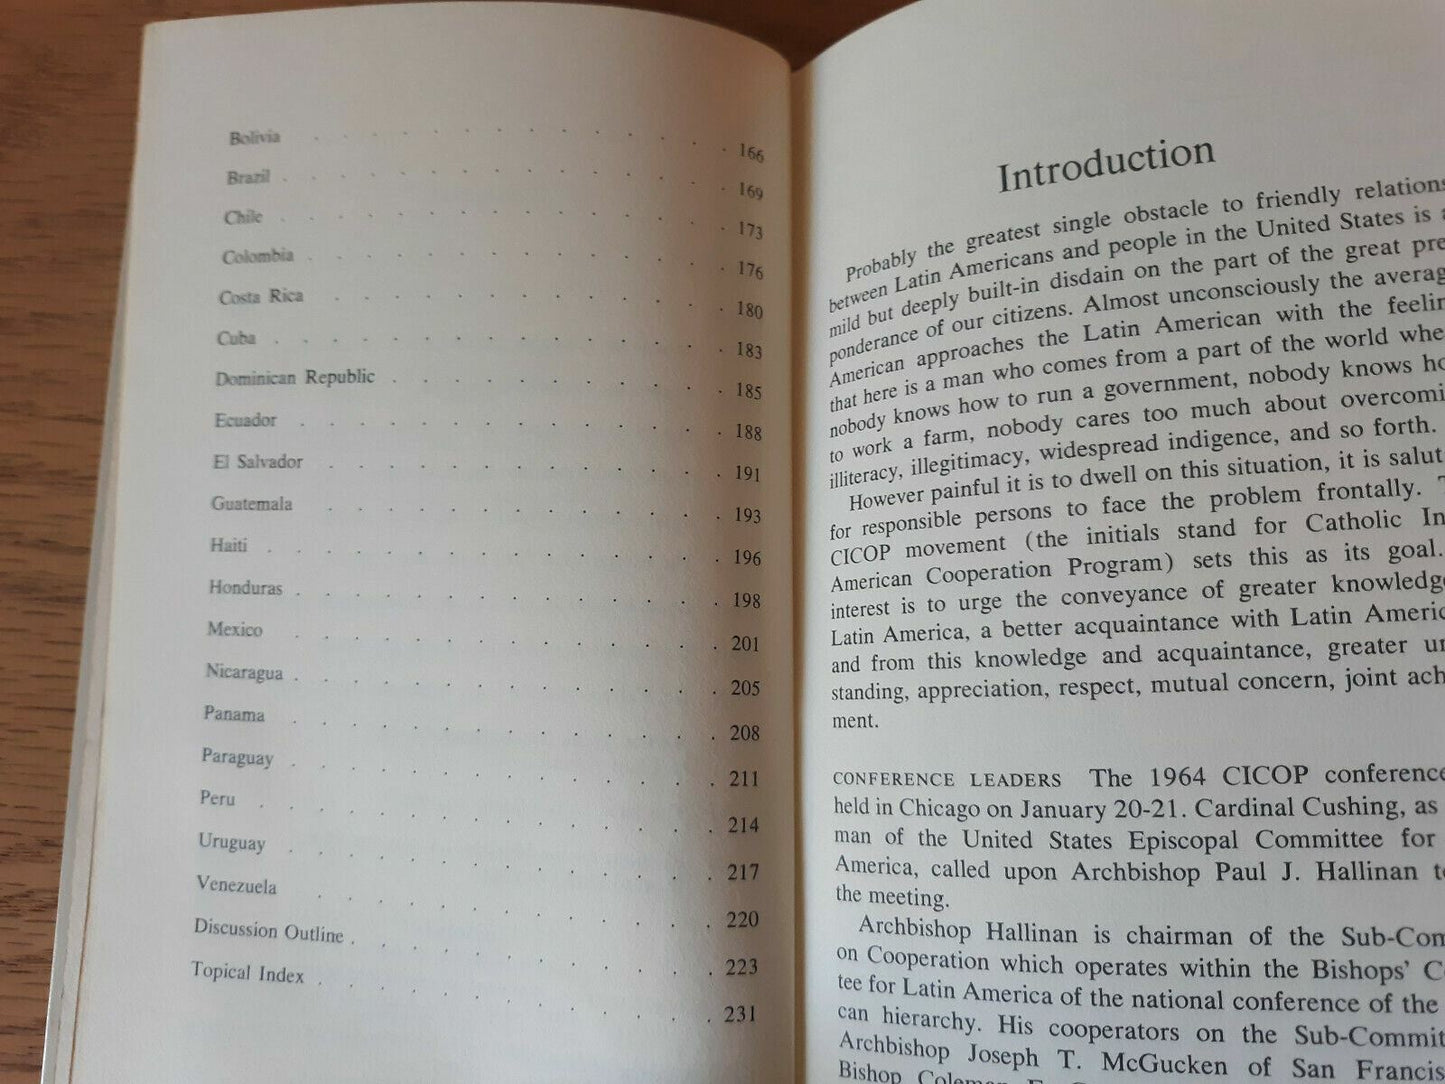 Bolivia . . . . . . . . . . . . . . 166
Brazil . . . . . . . . . . . . . . . 169
Chile . . . . . . . . . . . . . . . 173
Colombia . . . . . . . . . . . . . . 176
Costa Rica . . . . . . . . . . . . . 180
Cuba . . . . . . . . . . . . . . . 183
Dominican Republic . . . . . . . . . . . 185
Ecuador . . . . . . . . . . . . . . 188
El Salvador . . . . . . . . . . . . . 191
Guatemala . . . . . . . . . . . . . 193
Haiti . . . . . . . . . . . . . . . 196
Honduras . . . . . . . . . . . . . . 198
Mexico . . . . . . . . . . . . . . 201
Nicaragua . . . . . . . . . . . . . . 205
Panama . . . . . . . . . . . . . . 208
Paraguay . . . . . . . . . . . . . . 211
Peru . . . . . . . . . . . . . . . 214
Uruguay . . . . . . . . . . . . . . 217
Venezuela . . . . . . . . . . . . . 220
Discussion Outline . . . . . . . . . . . . 223
Topical Index . . . . . . . . . . . . . 231
Introduction
Probably the greatest single obstacle to friendly relations
between Latin Americans and people in the United States is a
mild but deeply built-in disdain on the part of the great pre
ponderance of our citizens. Almost unconsciously the averag
American approaches the Latin American with the feelin
that here is a man who comes from a part of the world whe
nobody knows how to run a government, nobody knows ho
to work a farm, nobody cares too much about overcomi
illiteracy, illegitimacy, widespread indigence, and so forth.
However painful it is to dwell on this situation, it is salut
for responsible persons to face the problem frontally. T
CICOP movement (the initials stand for Catholic In
American Cooperation Program) sets this as its goal.
interest is to urge the conveyance of greater knowledge
Latin America, a better acquaintance with Latin Americ
and from this knowledge and acquaintance, greater un
standing, appreciation, respect, mutual concern, joint ach
ment.
CONFERENCE LEADERS The 1964 CICOP conference
held in Chicago on January 20-21. Cardinal Cushing, as
man of the United States Episcopal Committee for
America, called upon Archbishop Paul J. Hallinan to
the meeting.
Archbishop Hallinan is chairman of the Sub-Com
on Cooperation which operates within the Bishops' C
tee for Latin America of the national conference of the
can hierarchy. His cooperators on the Sub-Committ
Archbishop Joseph T. McGucken of San Francis
Bishop